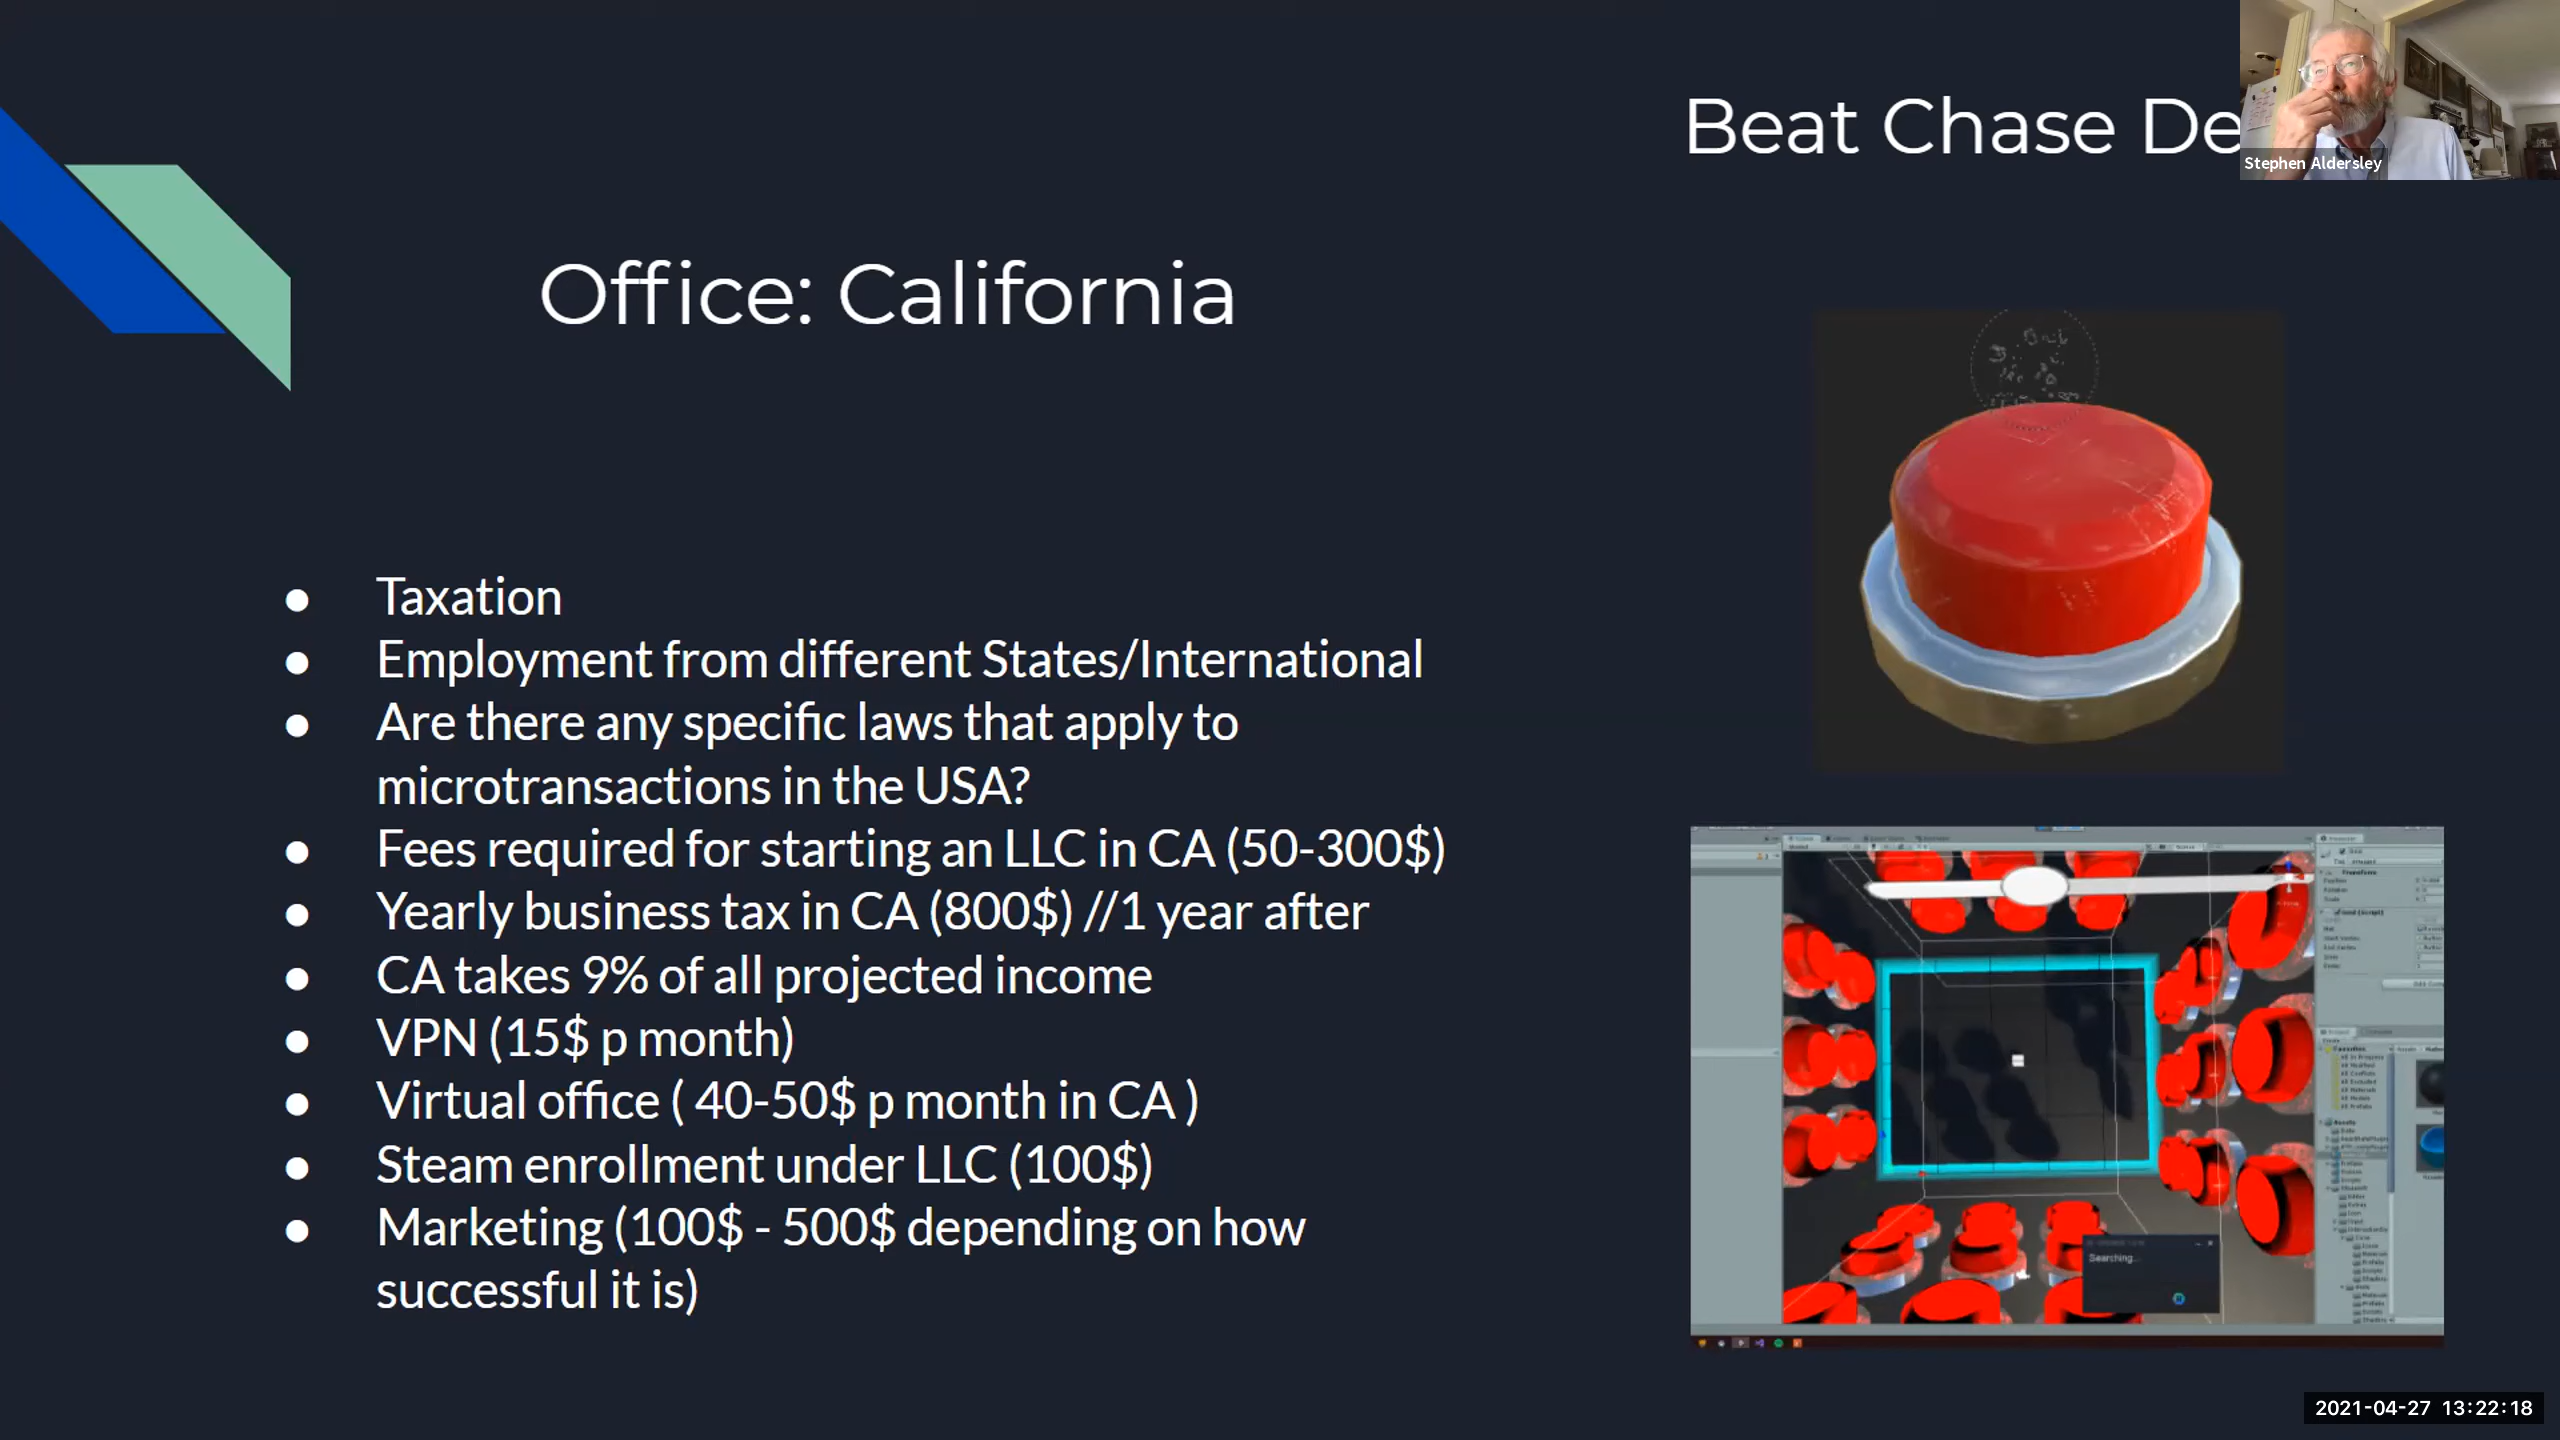 Beat Chase De
Stephen Aldersley
Office: California
● Taxation
● Employment from different States/International
● Are there any specific laws that apply to
microtransactions in the USA?
● Fees required for starting an LLC in CA (50-300$)
● Yearly business tax in CA (800$) //1 year after
● CA takes 9% of all projected income
● VPN (15$ p month)
● Virtual office ( 40-50$ p month in CA )
● Steam enrollment under LLC (100$)
● Marketing (100$ - 500$ depending on how
successful it is)
Transform
Searching...
2021-04-27 13:22:18